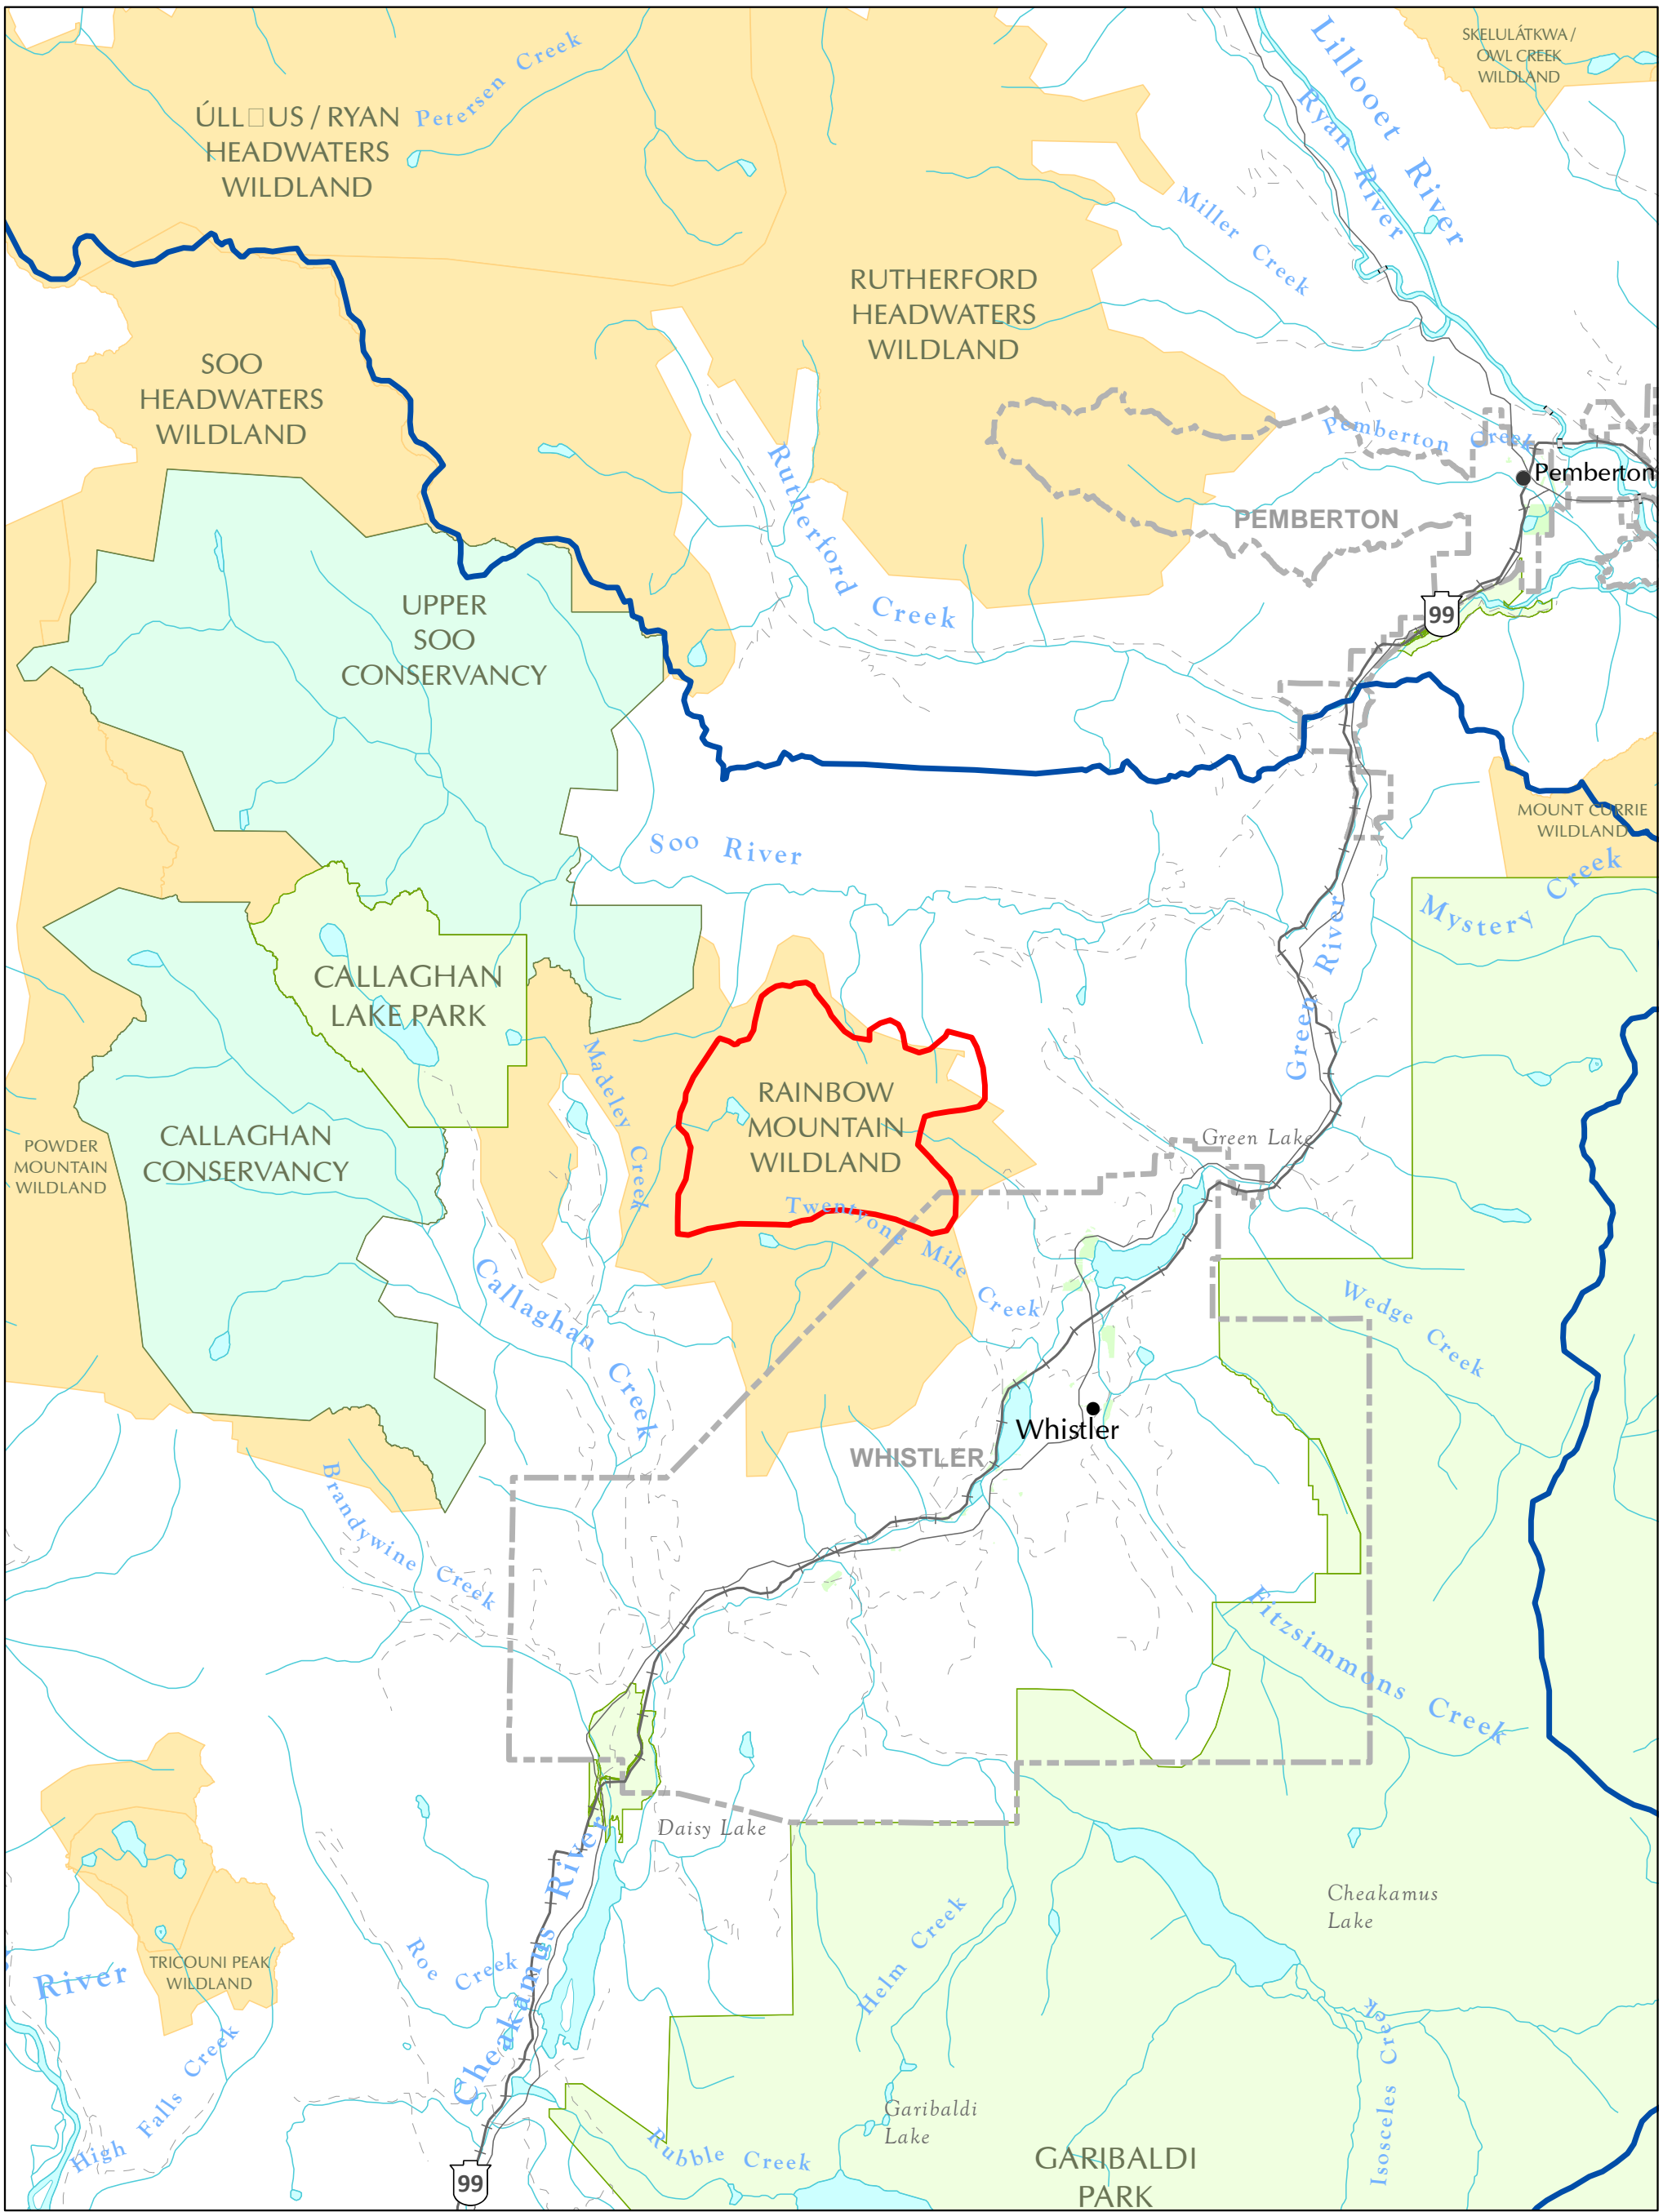 SKELULÁTKWA /
OWL CREEK
WILDLAND
Lillooet River
Ryan River
Petersen Creek
ÚLL□US / RYAN
HEADWATERS
WILDLAND
Miller Creek
RUTHERFORD
HEADWATERS
WILDLAND
SOO
HEADWATERS
WILDLAND
Pemberton Creek
Pemberton
PEMBERTON
Rutherford Creek
99
UPPER
SOO
CONSERVANCY
MOUNT CURRIE
WILDLAND
Soo River
Mystery Creek
Green River
CALLAGHAN
LAKE PARK
Madeley Creek
RAINBOW
MOUNTAIN
WILDLAND
Green Lake
CALLAGHAN
CONSERVANCY
POWDER
MOUNTAIN
WILDLAND
Twentyone Mile Creek
Callaghan Creek
Wedge Creek
Whistler
WHISTLER
Brandywine Creek
Fitzsimmons Creek
Daisy Lake
Cheakamus
Lake
Cheakamus River
Roe Creek
Helm Creek
TRICOUNI PEAK
WILDLAND
River
High Falls Creek
Isosceles Creek
Garibaldi
Lake
Rubble Creek
GARIBALDI
PARK
99